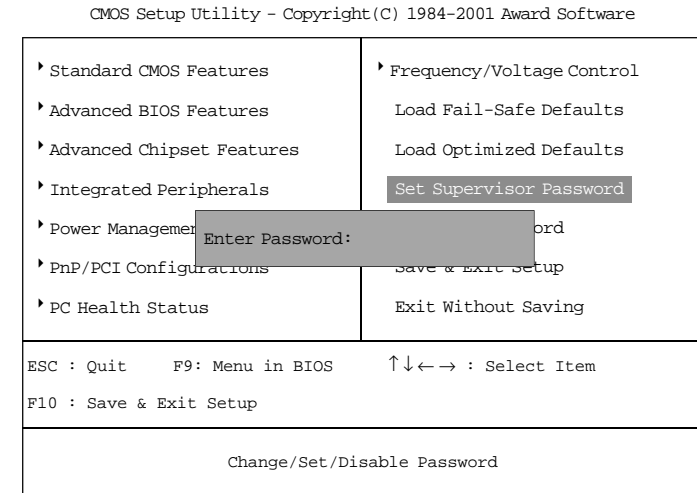 CMOS Setup Utility - Copyright(C) 1984-2001 Award Software
Standard CMOS Features
Advanced BIOS Features
Advanced Chipset Features
Integrated Peripherals
Power Managemen
PnP/PCI Configurations
PC Health Status
Frequency/Voltage Control
Load Fail-Safe Defaults
Load Optimized Defaults
Set Supervisor Password
ord
Save & Exit Setup
Exit Without Saving
Enter Password:
ESC : Quit F9: Menu in BIOS ↑↓←→ : Select Item
F10 : Save & Exit Setup
Change/Set/Disable Password